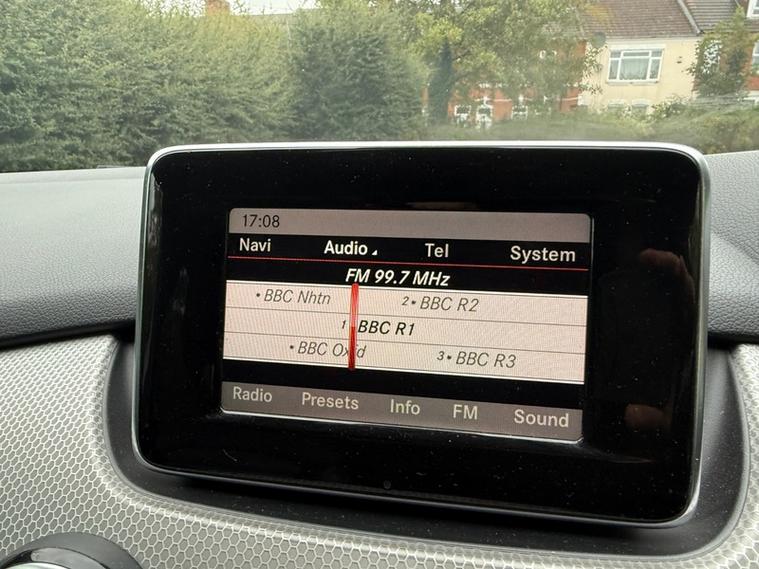 17:08
Navi Audio Tel System
FM 99.7 MHz
• BBC Nhtn 2• BBC R2
1 BBC R1
• BBC Oxfd 3• BBC R3
Radio Presets Info FM Sound